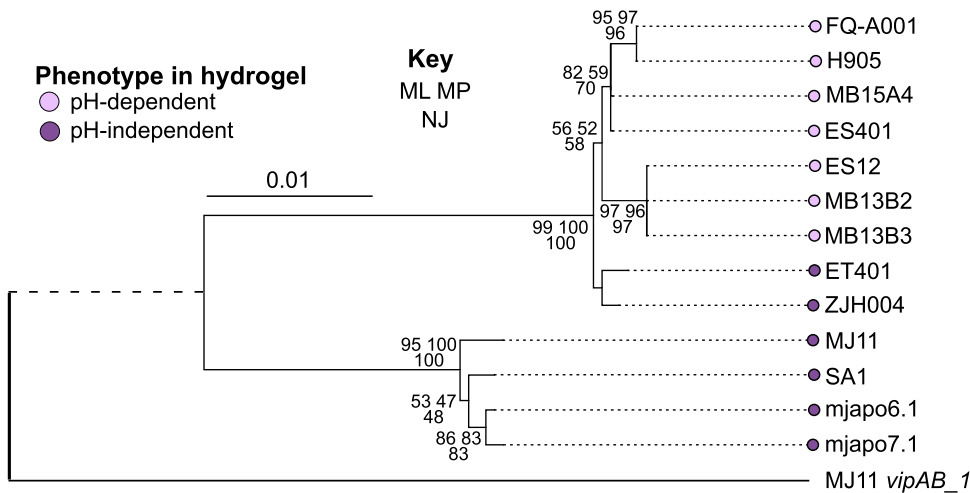 Phenotype in hydrogel
pH-dependent
pH-independent
Key
ML MP
NJ
0.01
95 97
96
82 59
70
56 52
58
97 96
97
99 100
100
95 100
100
53 47
48
86 83
83
FQ-A001
H905
MB15A4
ES401
ES12
MB13B2
MB13B3
ET401
ZJH004
MJ11
SA1
mjapo6.1
mjapo7.1
MJ11 vipAB_1